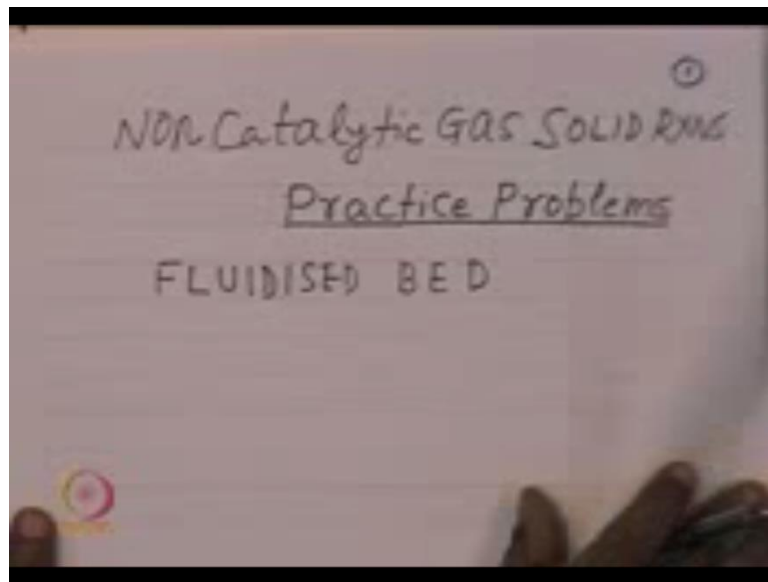 ①
NON Catalytic GAS SOLID RXNS
Practice Problems
FLUIDISED BED